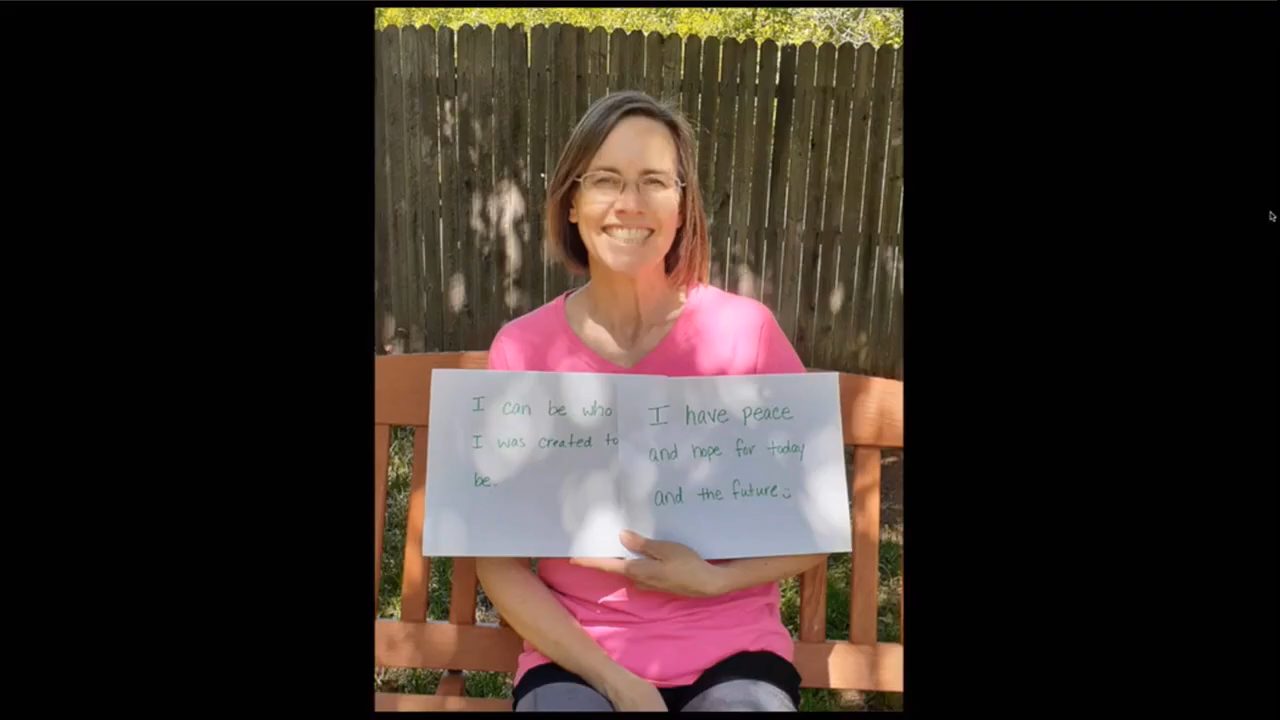 I can be who
I was created to
be.
I have peace
and hope for today
and the future